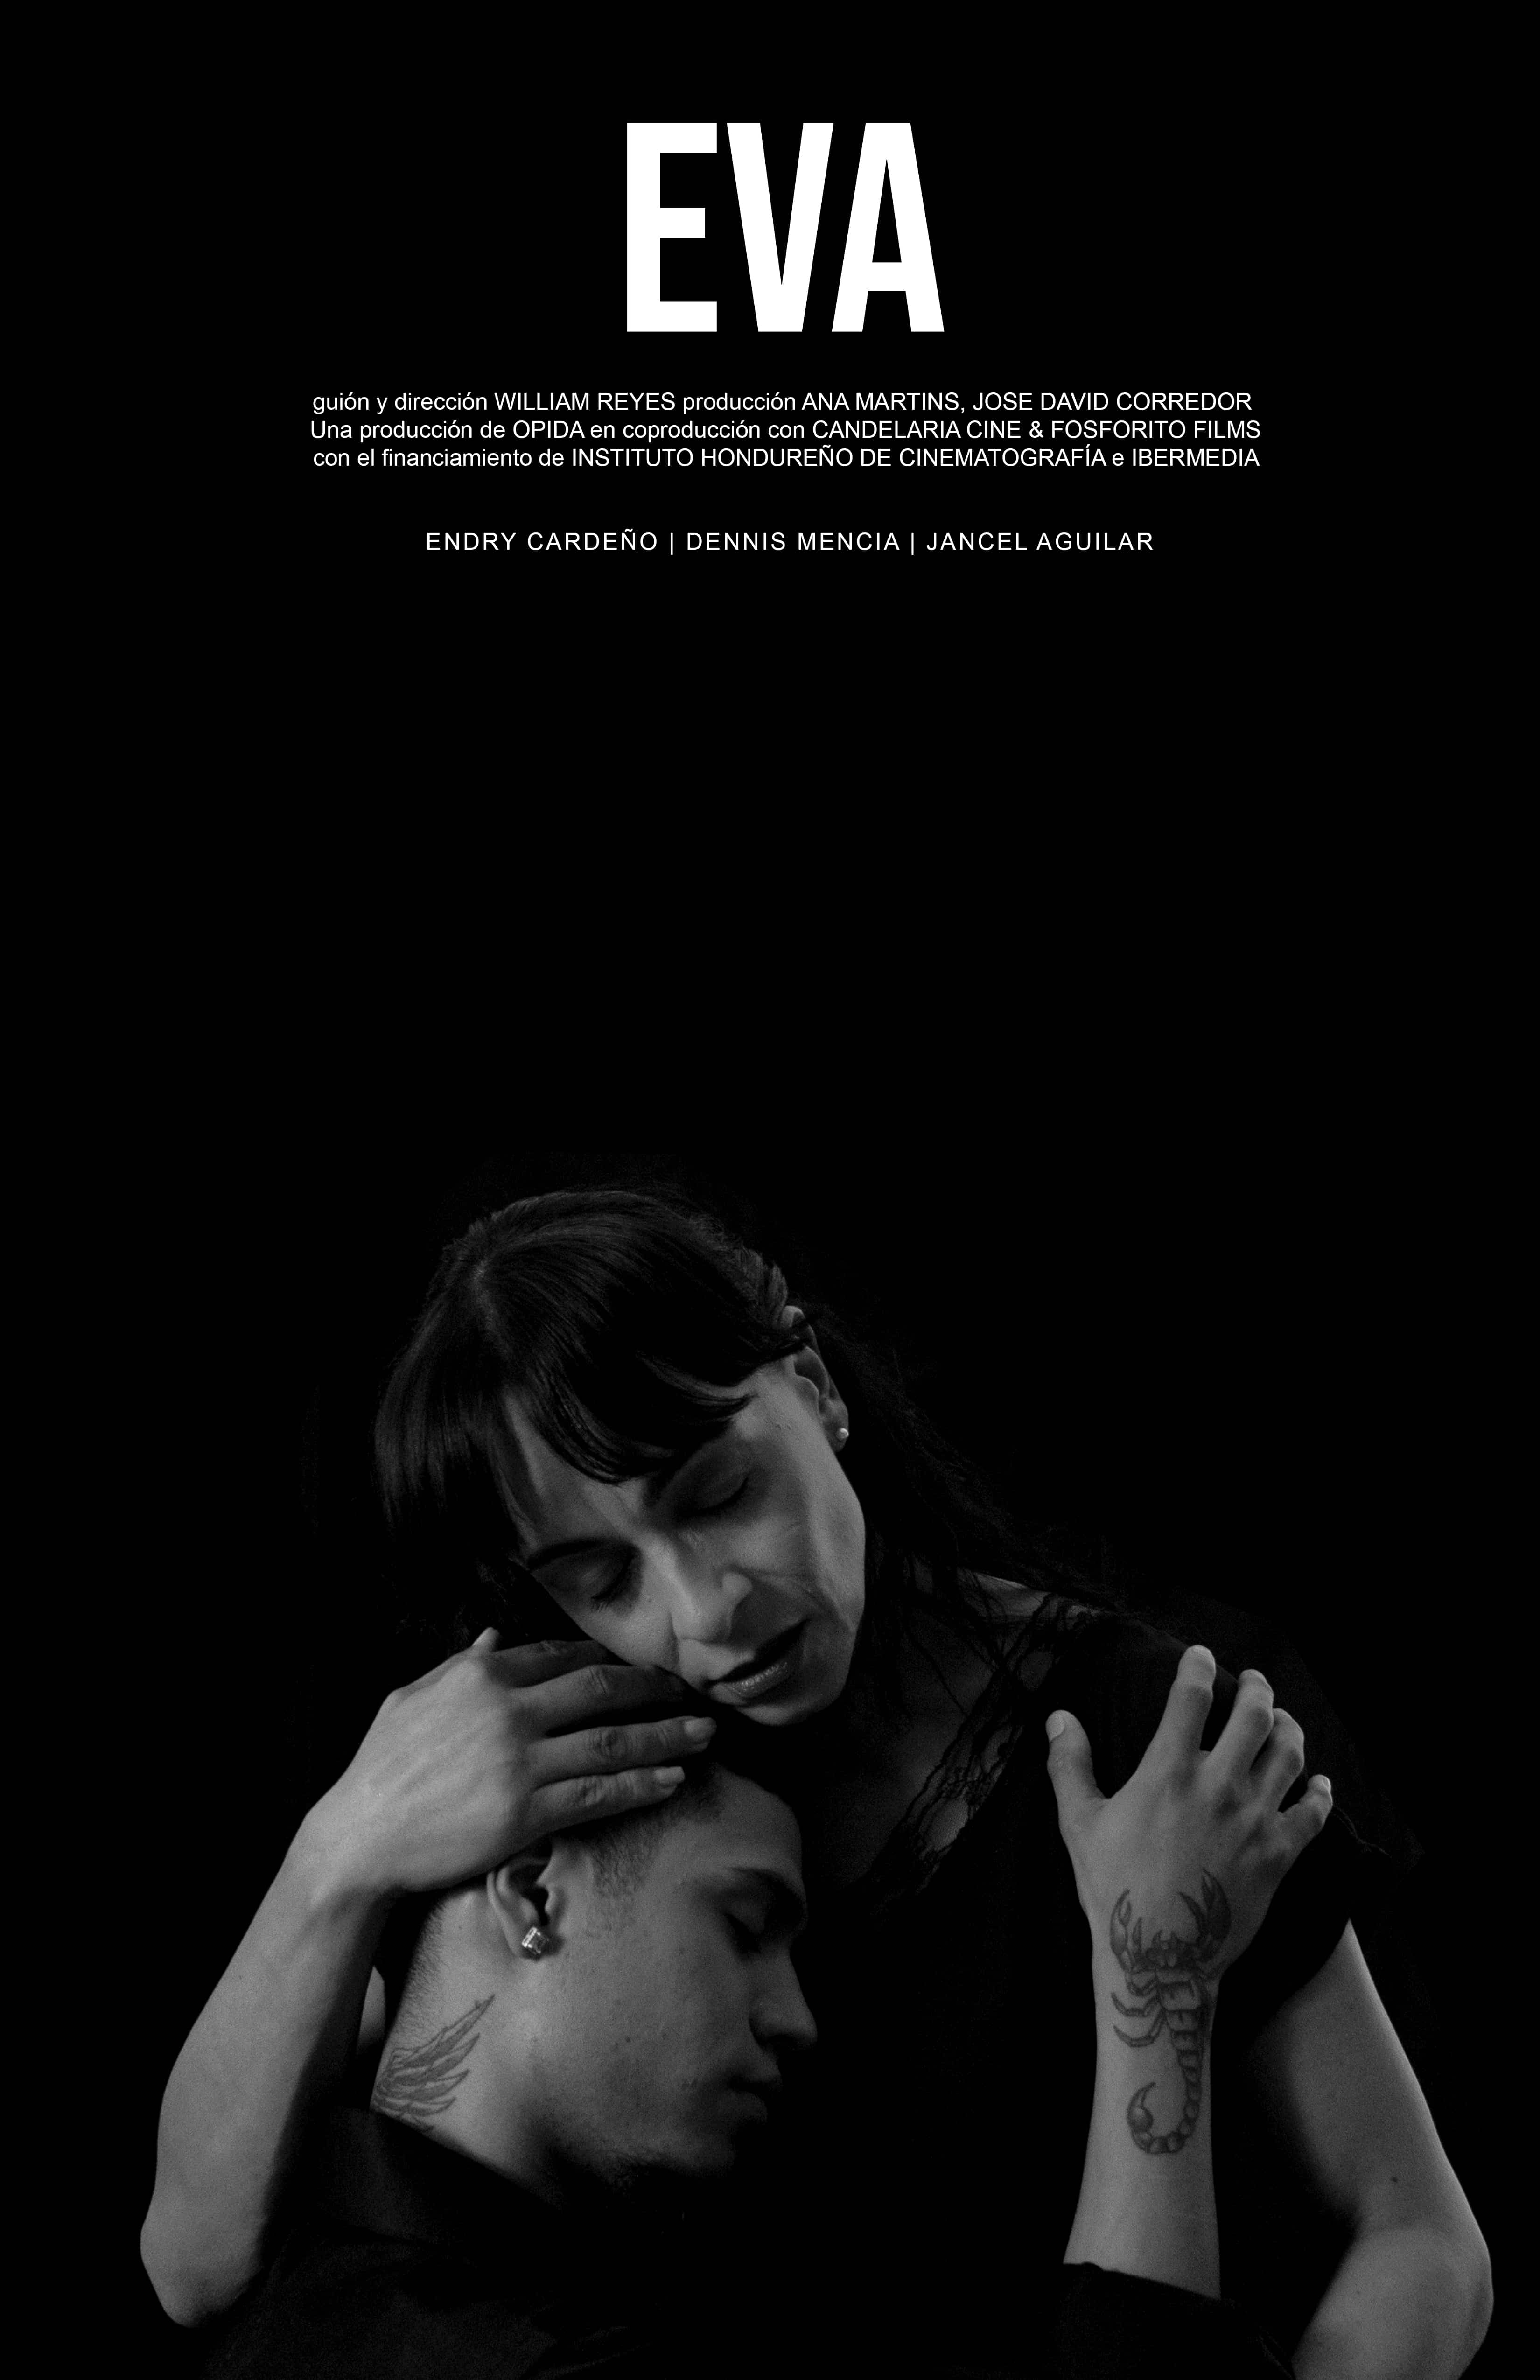 EVA
guión y dirección WILLIAM REYES producción ANA MARTINS, JOSE DAVID CORREDOR
Una producción de OPIDA en coproducción con CANDELARIA CINE & FOSFORITO FILMS
con el financiamiento de INSTITUTO HONDUREÑO DE CINEMATOGRAFÍA e IBERMEDIA
ENDRY CARDEÑO | DENNIS MENCIA | JANCEL AGUILAR